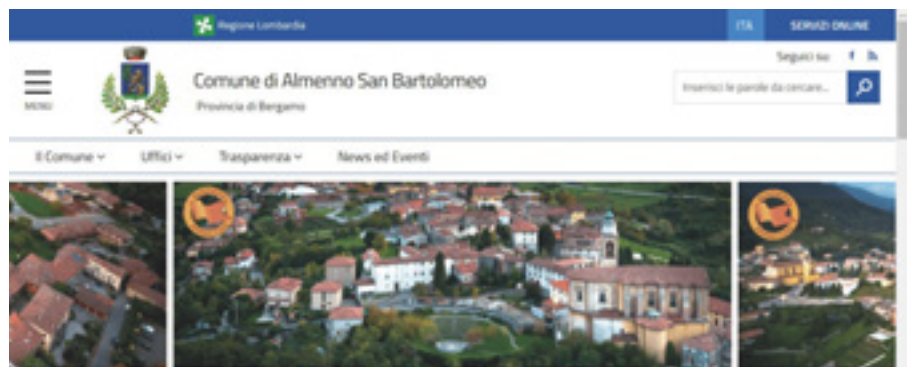 Regione Lombardia
ITA
SERVIZI ONLINE
Seguici su
f
MENU
Comune di Almenno San Bartolomeo
Provincia di Bergamo
Inserisci le parole da cercare...
Il Comune
Uffici
Trasparenza
News ed Eventi